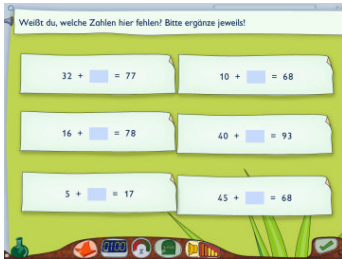 Weißt du, welche Zahlen hier fehlen? Bitte ergänze jeweils!
32 + = 77
10 + = 68
16 + = 78
40 + = 93
5 + = 17
45 + = 68